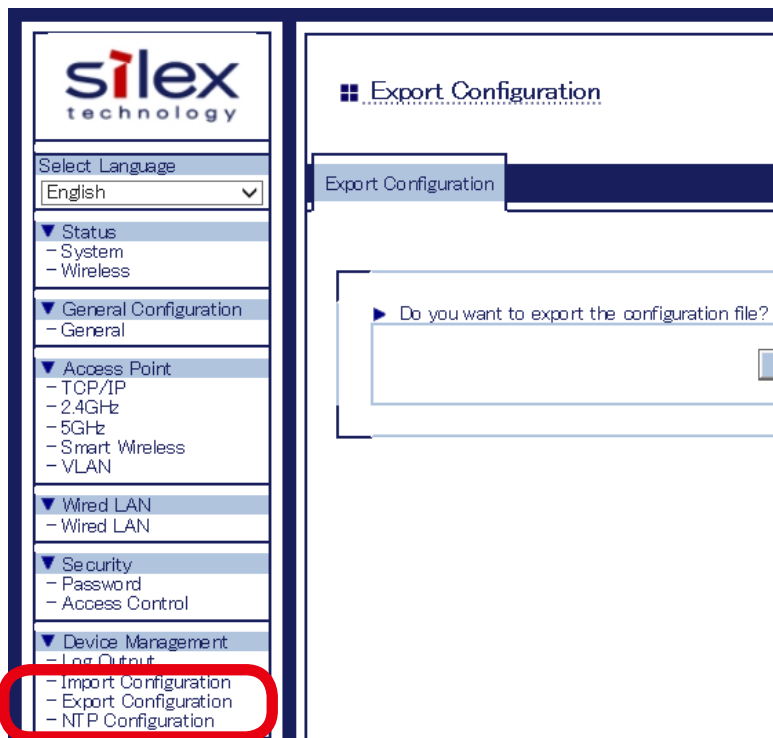 silex
technology
Select Language
English
▼ Status
- System
- Wireless
▼ General Configuration
- General
▼ Access Point
- TCP/IP
- 2.4GHz
- 5GHz
- Smart Wireless
- VLAN
▼ Wired LAN
- Wired LAN
▼ Security
- Password
- Access Control
▼ Device Management
- Log Output
- Import Configuration
- Export Configuration
- NTP Configuration
Export Configuration
Export Configuration
Do you want to export the configuration file?